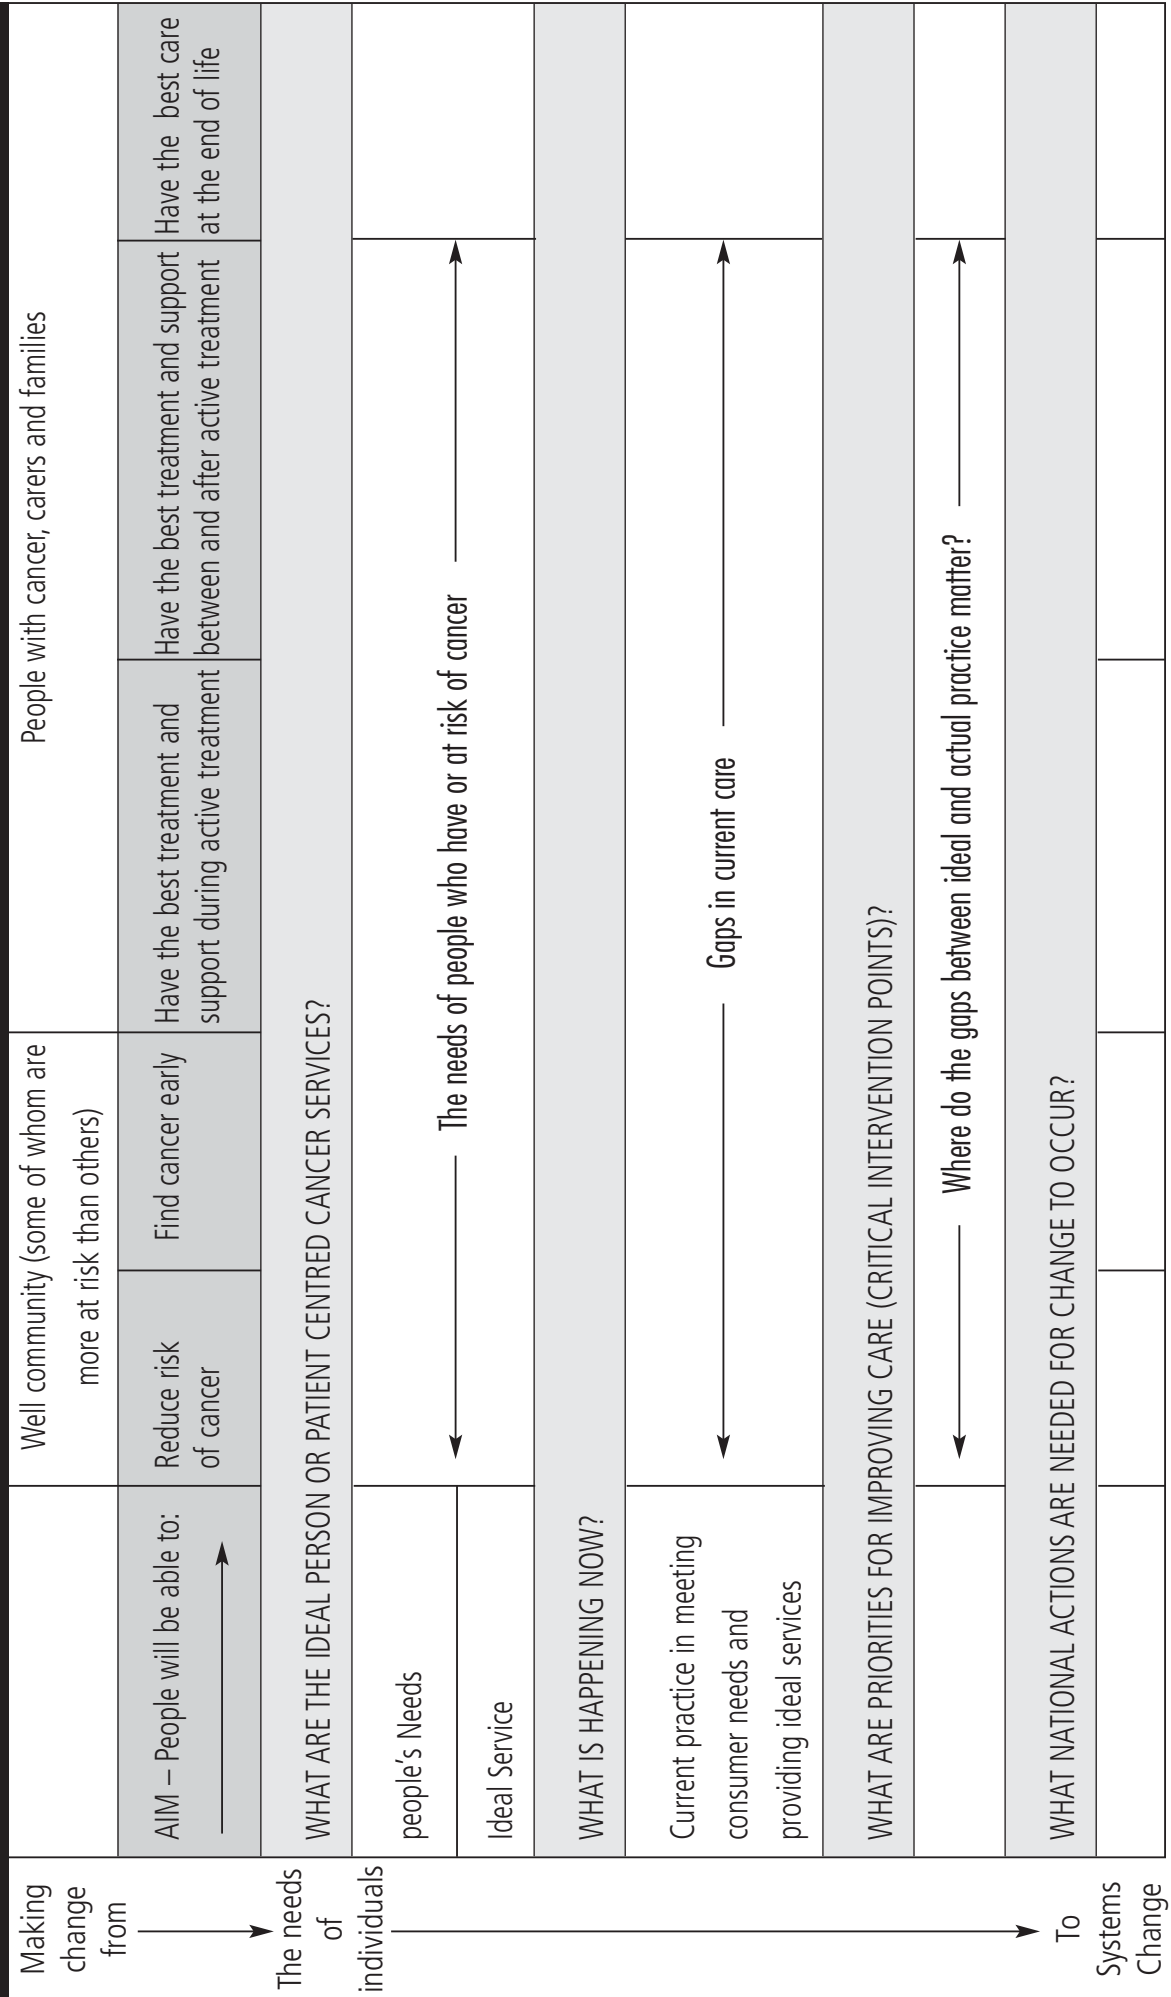 Making
change
from
The needs
of
individuals
To
Systems
Change
Well community (some of whom are
more at risk than others)
People with cancer, carers and families
AIM – People will be able to:
Reduce risk
of cancer
Find cancer early
Have the best treatment and
support during active treatment
Have the best treatment and support
between and after active treatment
Have the best care
at the end of life
WHAT ARE THE IDEAL PERSON OR PATIENT CENTRED CANCER SERVICES?
people's Needs
Ideal Service
The needs of people who have or at risk of cancer
WHAT IS HAPPENING NOW?
Current practice in meeting
consumer needs and
providing ideal services
Gaps in current care
WHAT ARE PRIORITIES FOR IMPROVING CARE (CRITICAL INTERVENTION POINTS)?
Where do the gaps between ideal and actual practice matter?
WHAT NATIONAL ACTIONS ARE NEEDED FOR CHANGE TO OCCUR?